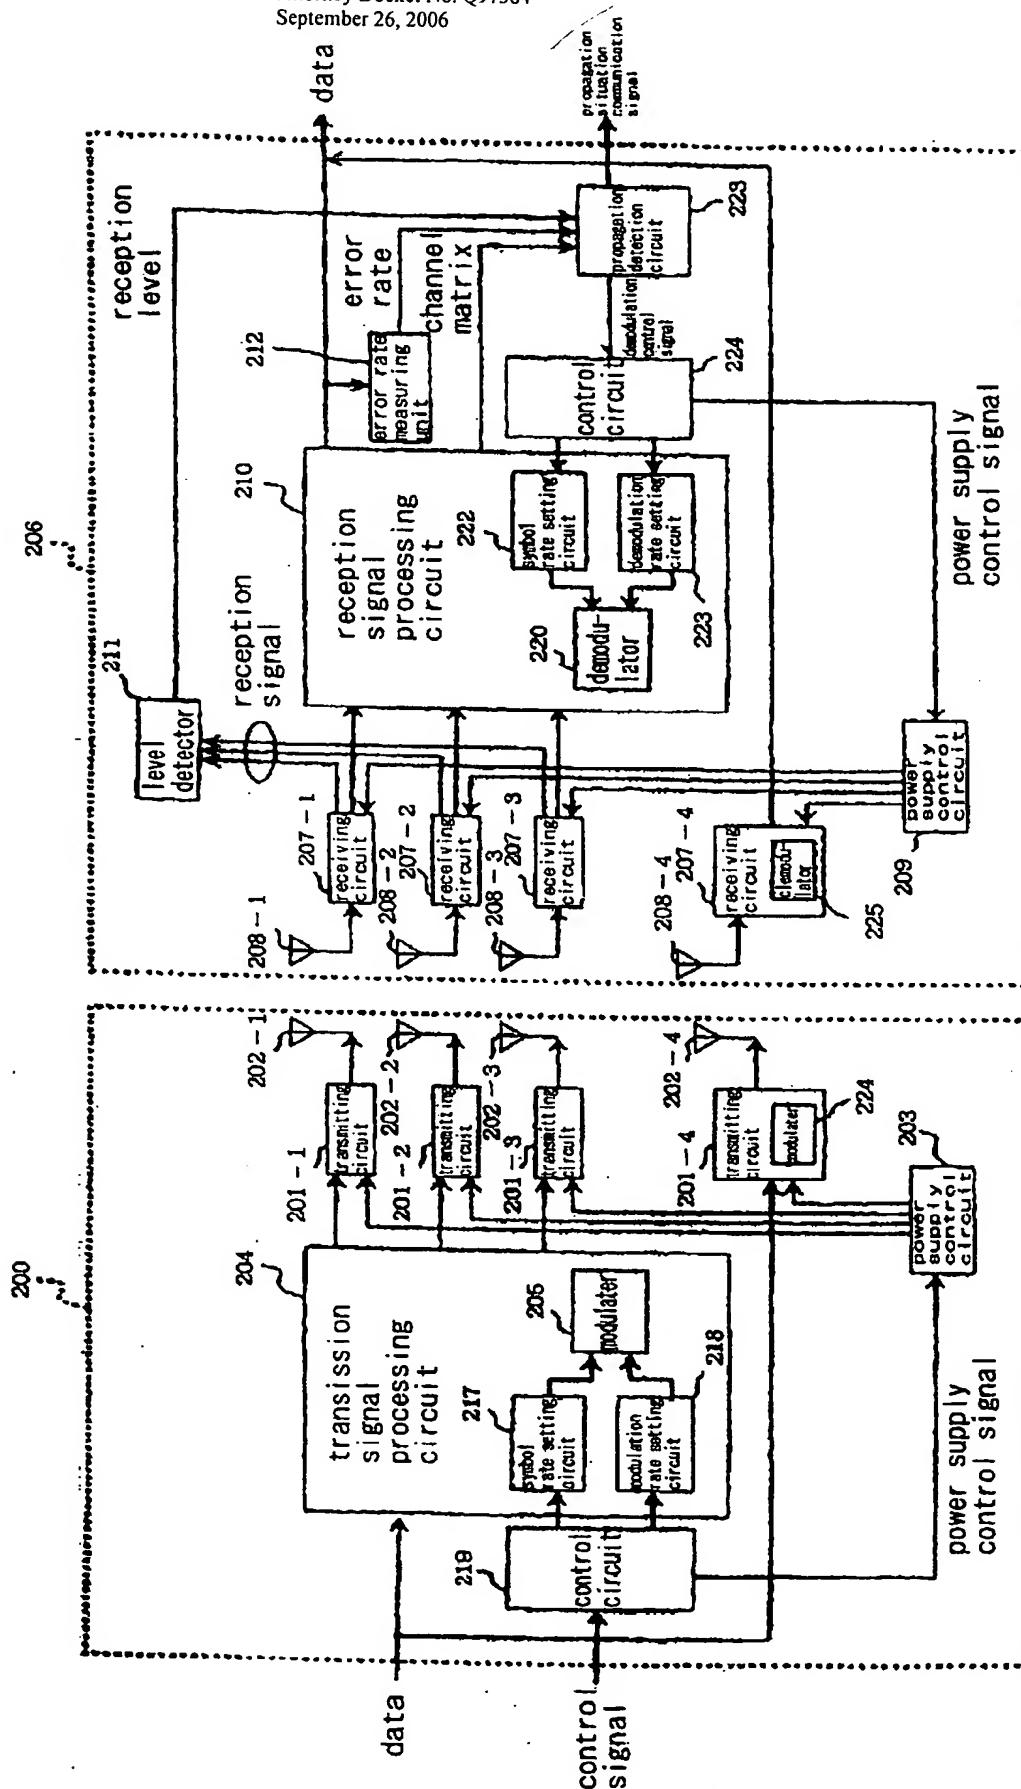 September 26, 2006
200
206
data
control
signal
219
control
circuit
204
transission
signal
processing
circuit
217
symbol
rate setting
circuit
modulation
rate setting
circuit
218
205
modulater
201-1
transmitting
circuit
202-1
201-2
transmitting
circuit
202-2
201-3
transmitting
circuit
202-3
201-4
transmitting
circuit
modulater
202-4
224
203
power
supply
control
circuit
power supply
control signal
211
level
detector
reception
signal
208-1
207-1
receiving
circuit
208-2
207-2
receiving
circuit
208-3
207-3
receiving
circuit
208-4
207-4
receiving
circuit
demodu-
lator
225
209
power
supply
control
circuit
210
reception
signal
processing
circuit
220
demodu-
lator
222
symbol
rate setting
circuit
demodulation
rate setting
circuit
223
212
error rate
measuring
unit
error
rate
channel
matrix
reception
level
control
circuit
224
demodulation
control
signal
propagation
detection
circuit
223
data
propagation
situation
communication
signal
power supply
control signal